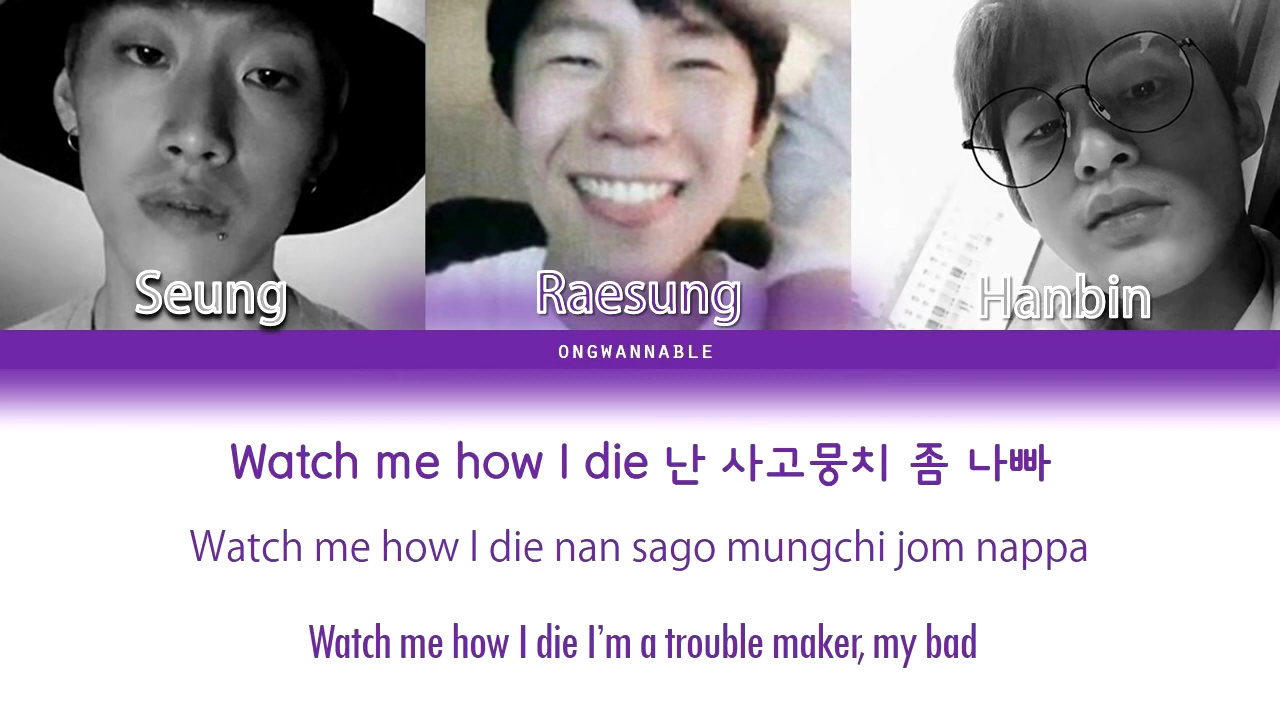 Seung Raesung Hanbin
ONGWANNABLE
Watch me how I die 난 사고뭉치 좀 나빠
Watch me how I die nan sago mungchi jom nappa
Watch me how I die I’m a trouble maker, my bad